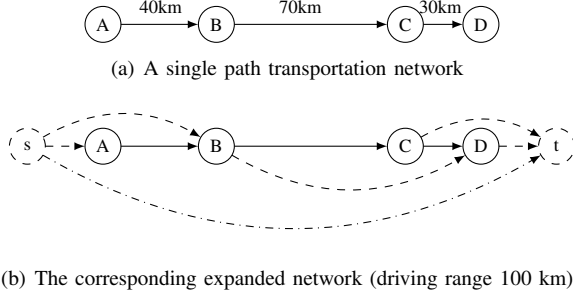 40km 70km 30km
A B C D
(a) A single path transportation network
s A B C D t
(b) The corresponding expanded network (driving range 100 km)